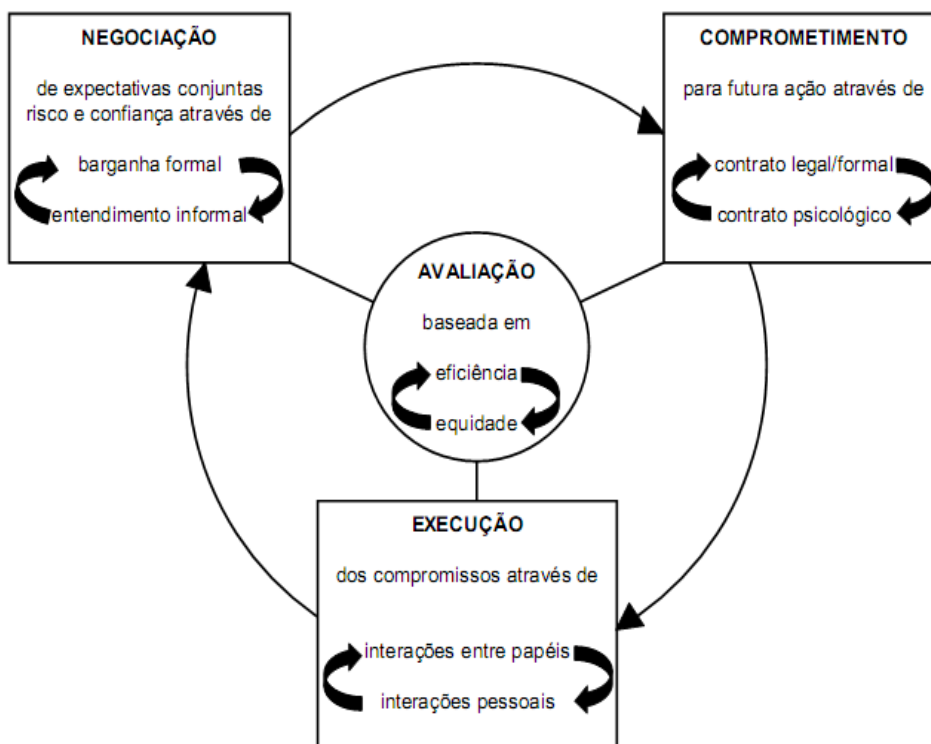 NEGOCIAÇÃO
de expectativas conjuntas
risco e confiança através de
barganha formal
entendimento informal
COMPROMETIMENTO
para futura ação através de
contrato legal/formal
contrato psicológico
AVALIAÇÃO
baseada em
eficiência
equidade
EXECUÇÃO
dos compromissos através de
interações entre papéis
interações pessoais